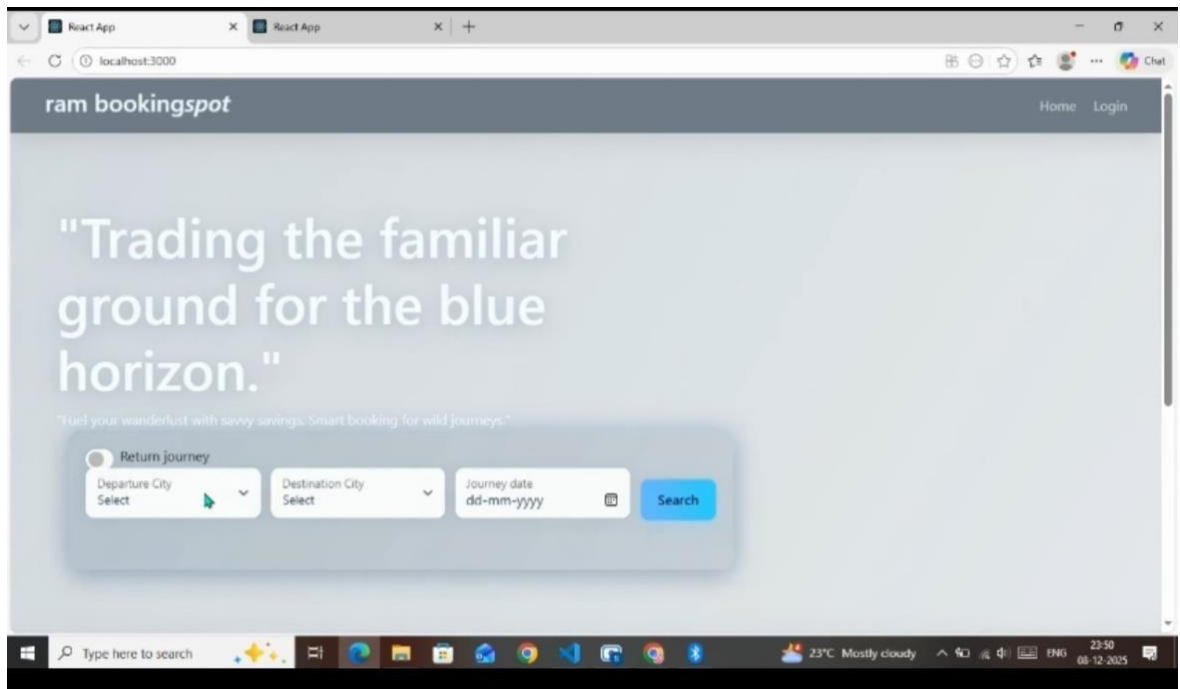 React App
React App
localhost:3000
Chat
ram bookingspot
Home Login
"Trading the familiar
ground for the blue
horizon."
"Fuel your wanderlust with savvy savings. Smart booking for wild journeys."
Return journey
Departure City
Select
Destination City
Select
Journey date
dd-mm-yyyy
Search
Type here to search
23°C Mostly cloudy
ENG
23:50
08-12-2025